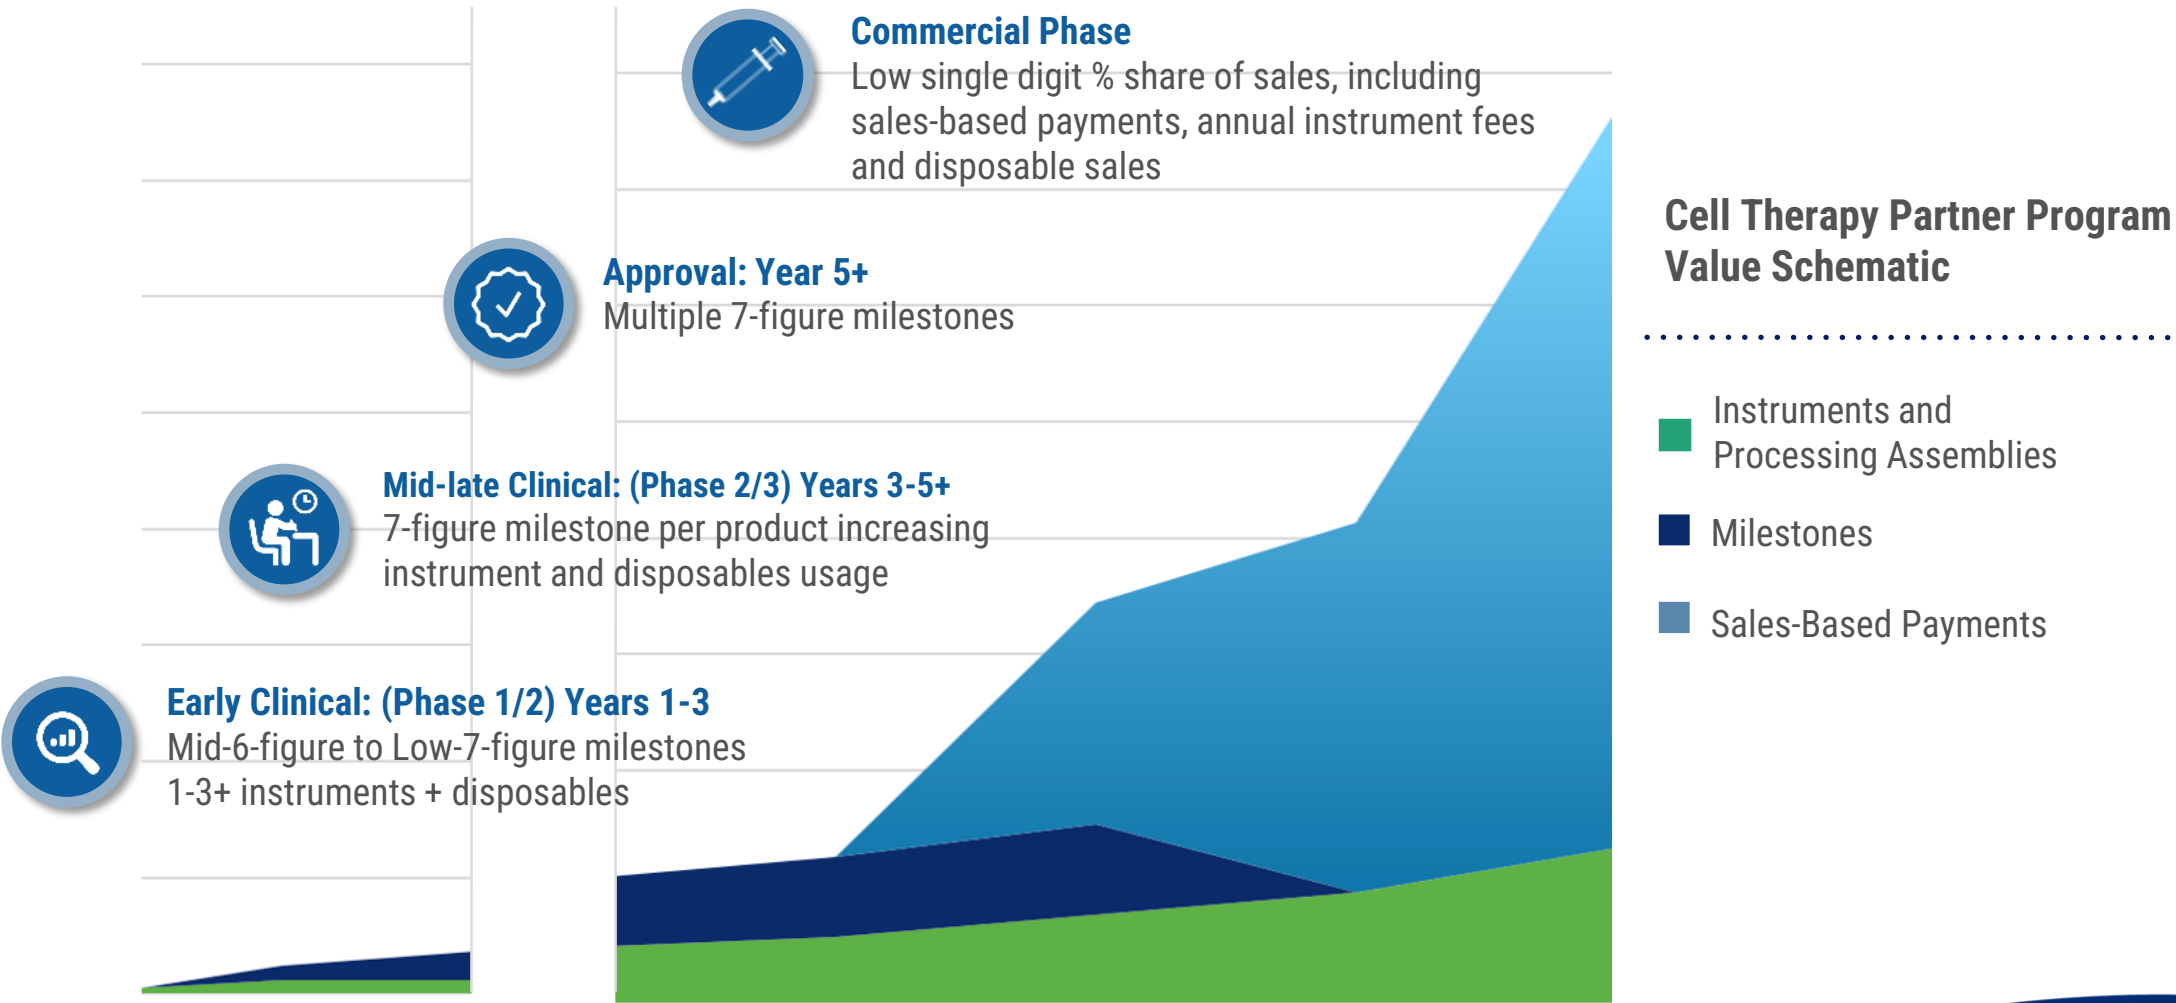 Commercial Phase
Low single digit % share of sales, including
sales-based payments, annual instrument fees
and disposable sales
Approval: Year 5+
Multiple 7-figure milestones
Mid-late Clinical: (Phase 2/3) Years 3-5+
7-figure milestone per product increasing
instrument and disposables usage
Early Clinical: (Phase 1/2) Years 1-3
Mid-6-figure to Low-7-figure milestones
1-3+ instruments + disposables
Cell Therapy Partner Program
Value Schematic
Instruments and
Processing Assemblies
Milestones
Sales-Based Payments